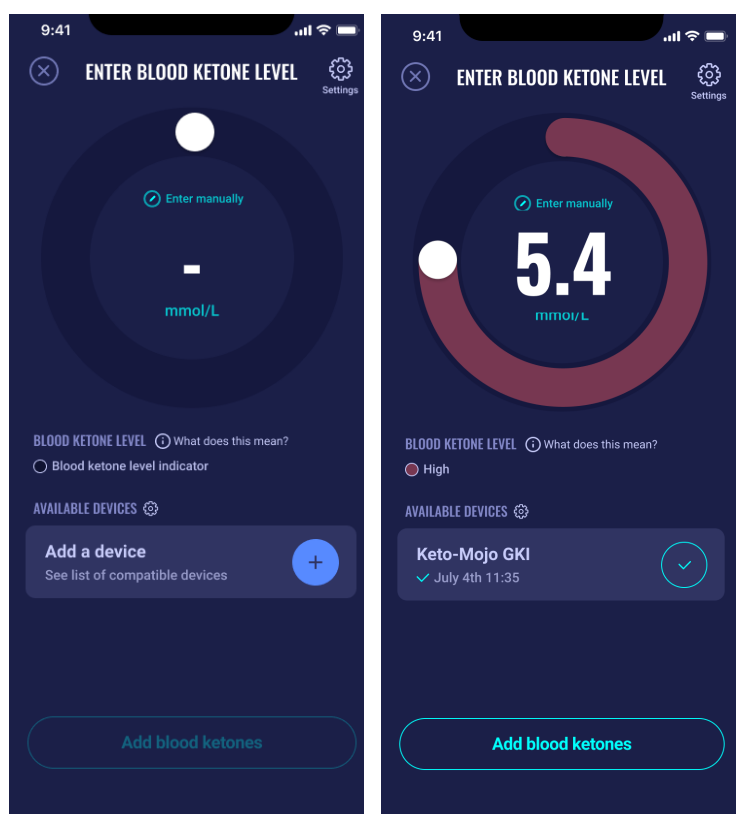 9:41
ENTER BLOOD KETONE LEVEL
Settings
Enter manually
-
mmol/L
BLOOD KETONE LEVEL What does this mean?
Blood ketone level indicator
AVAILABLE DEVICES
Add a device
See list of compatible devices
Add blood ketones
9:41
ENTER BLOOD KETONE LEVEL
Settings
Enter manually
5.4
mmol/L
BLOOD KETONE LEVEL What does this mean?
High
AVAILABLE DEVICES
Keto-Mojo GKI
July 4th 11:35
Add blood ketones